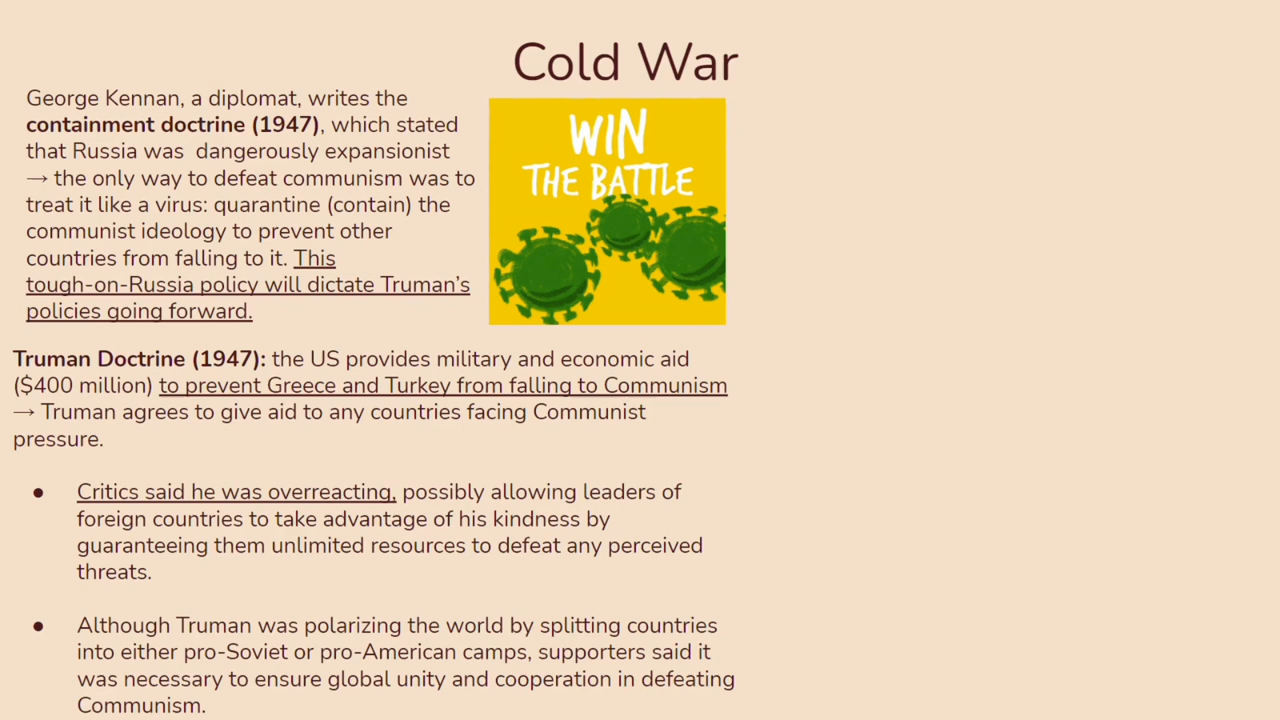 Cold War
George Kennan, a diplomat, writes the
containment doctrine (1947), which stated
that Russia was  dangerously expansionist
→ the only way to defeat communism was to
treat it like a virus: quarantine (contain) the
communist ideology to prevent other
countries from falling to it. This
tough-on-Russia policy will dictate Truman's
policies going forward.
WIN
THE BATTLE
Truman Doctrine (1947): the US provides military and economic aid
($400 million) to prevent Greece and Turkey from falling to Communism
→ Truman agrees to give aid to any countries facing Communist
pressure.
● Critics said he was overreacting, possibly allowing leaders of
foreign countries to take advantage of his kindness by
guaranteeing them unlimited resources to defeat any perceived
threats.
● Although Truman was polarizing the world by splitting countries
into either pro-Soviet or pro-American camps, supporters said it
was necessary to ensure global unity and cooperation in defeating
Communism.